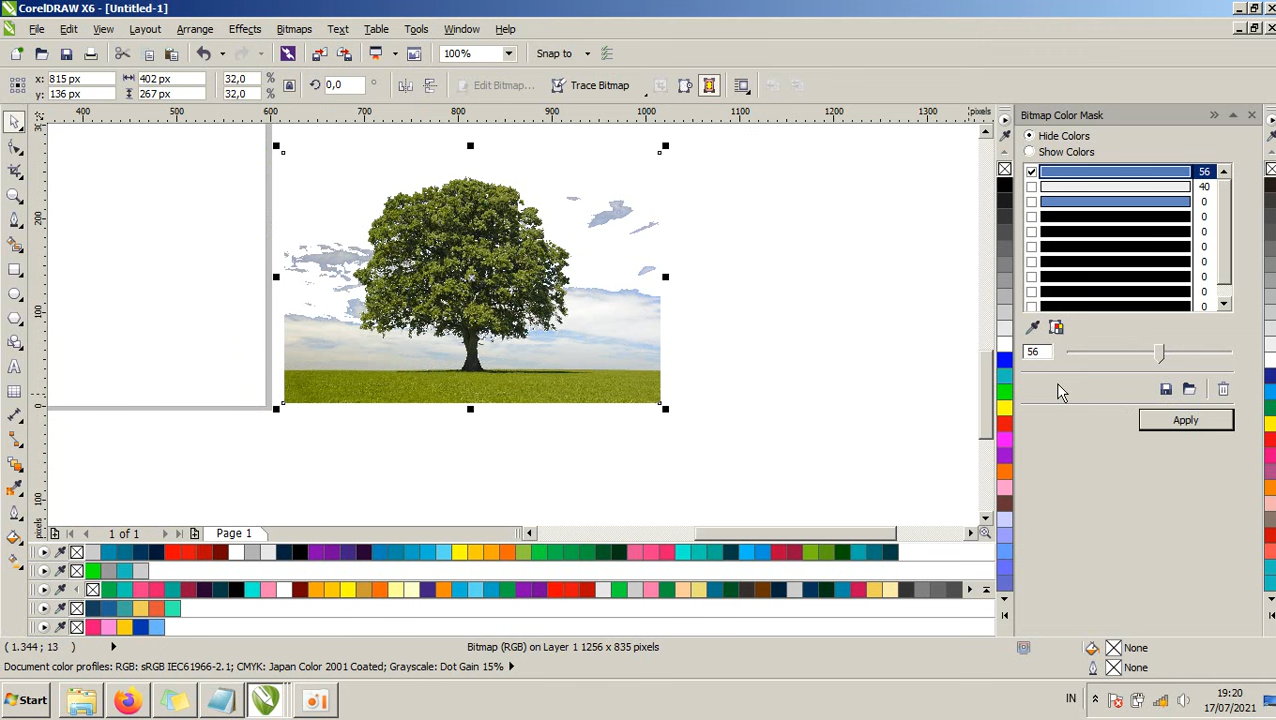 CorelDRAW X6 - [Untitled-1]
File Edit View Layout Arrange Effects Bitmaps Text Table Tools Window Help
100% Snap to
x: 815 px 402 px 32,0 %
y: 136 px 267 px 32,0 %
0,0 ° Edit Bitmap... Trace Bitmap
400 500 600 700 800 900 1000 1100 1200 1300 pixels
200
100
0
100
pixels
Bitmap Color Mask
Hide Colors
Show Colors
56
40
0
0
0
0
0
0
0
0
56
Apply
1 of 1 Page 1
( 1.344 ; 13 ) Bitmap (RGB) on Layer 1 1256 x 835 pixels None
Document color profiles: RGB: sRGB IEC61966-2.1; CMYK: Japan Color 2001 Coated; Grayscale: Dot Gain 15% None
Start IN 19:20
17/07/2021